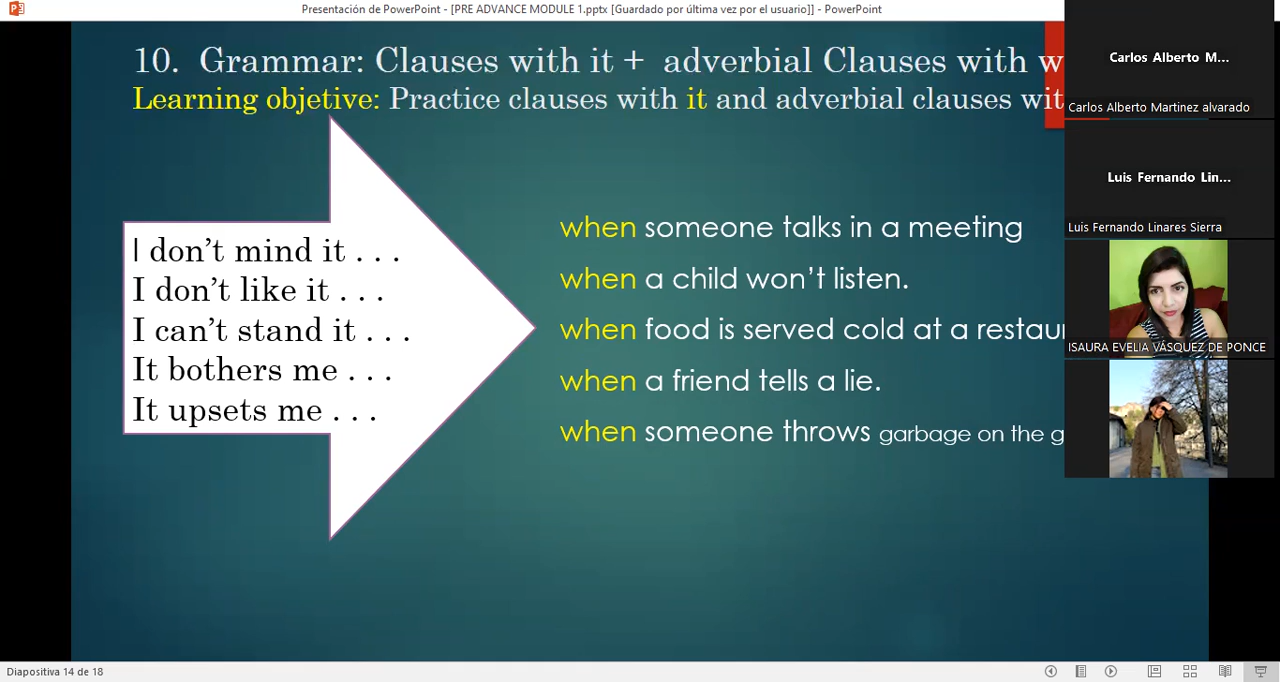 Presentación de PowerPoint - [PRE ADVANCE MODULE 1.pptx [Guardado por última vez por el usuario]] - PowerPoint
10. Grammar: Clauses with it + adverbial Clauses with w
Learning objetive: Practice clauses with it and adverbial clauses wit
I don't mind it . . .
I don't like it . . .
I can't stand it . . .
It bothers me . . .
It upsets me . . .
when someone talks in a meeting
when a child won't listen.
when food is served cold at a restau
when a friend tells a lie.
when someone throws garbage on the g
Carlos Alberto M...
Carlos Alberto Martinez alvarado
Luis Fernando Lin...
Luis Fernando Linares Sierra
ISAURA EVELIA VÁSQUEZ DE PONCE
Diapositiva 14 de 18